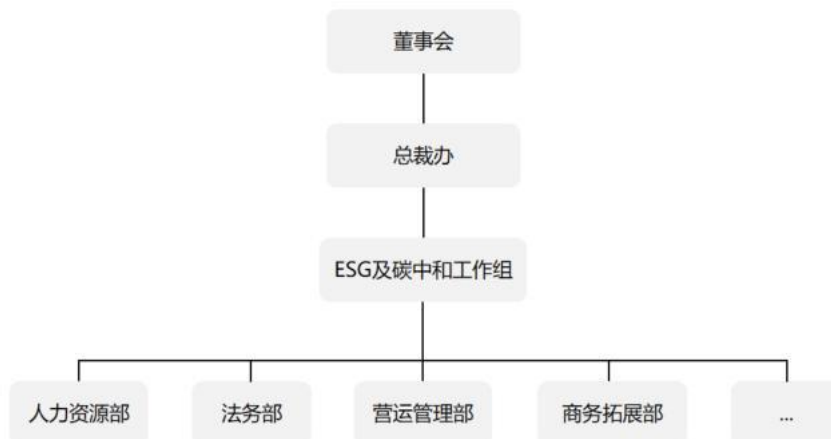 董事会
总裁办
ESG及碳中和工作组
人力资源部
法务部
营运管理部
商务拓展部
...